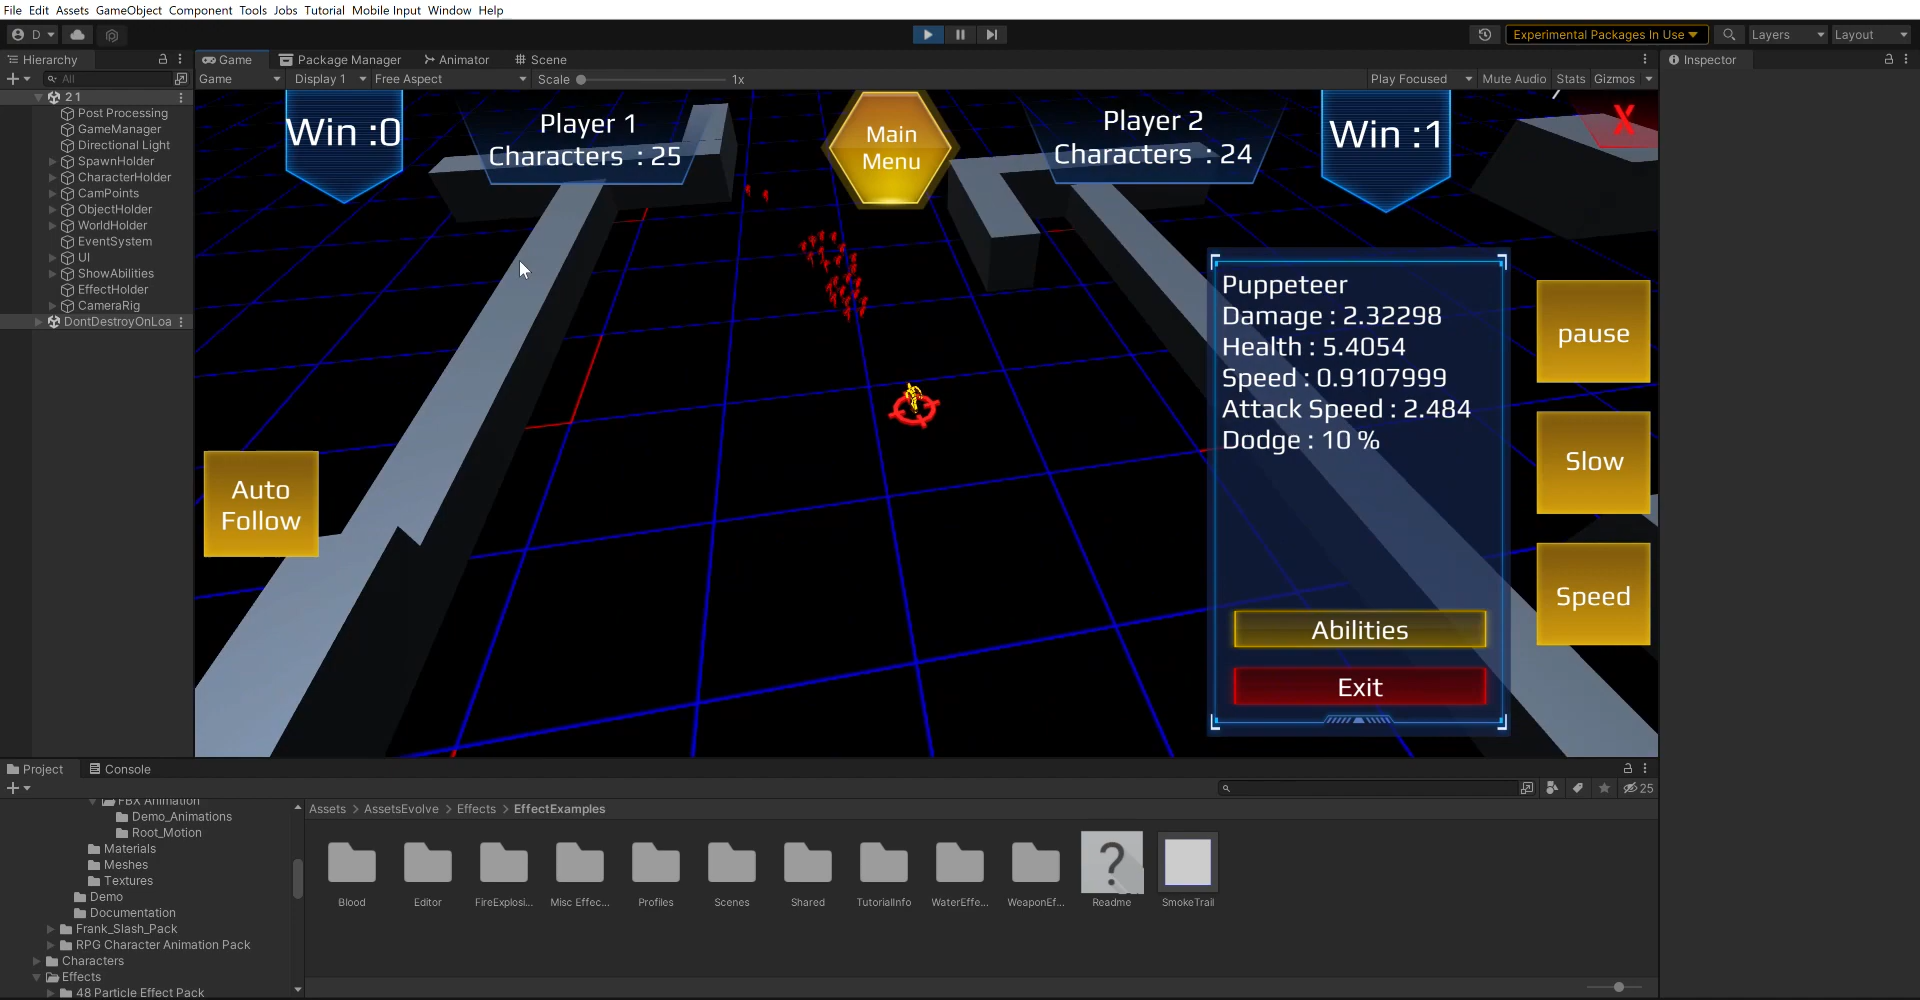 File Edit Assets GameObject Component Tools Jobs Tutorial Mobile Input Window Help
D Experimental Packages In Use Layers Layout
Hierarchy Game Package Manager Animator Scene Inspector
All Game Display 1 Free Aspect Scale 1x Play Focused Mute Audio Stats Gizmos
2 1
Post Processing
GameManager
Directional Light
SpawnHolder
CharacterHolder
CamPoints
ObjectHolder
WorldHolder
EventSystem
UI
ShowAbilities
EffectHolder
CameraRig
DontDestroyOnLoa
Win :0
Player 1
Characters : 25
Main
Menu
Player 2
Characters : 24
Win :1
X
Auto
Follow
Puppeteer
Damage : 2.32298
Health : 5.4054
Speed : 0.9107999
Attack Speed : 2.484
Dodge : 10 %
Abilities
Exit
pause
Slow
Speed
Project Console
25
FBX Animation
Demo_Animations
Root_Motion
Materials
Meshes
Textures
Demo
Documentation
Frank_Slash_Pack
RPG Character Animation Pack
Characters
Effects
48 Particle Effect Pack
Assets > AssetsEvolve > Effects > EffectExamples
Blood Editor FireExplosi... Misc Effec... Profiles Scenes Shared TutorialInfo WaterEffe... WeaponEf... Readme SmokeTrail